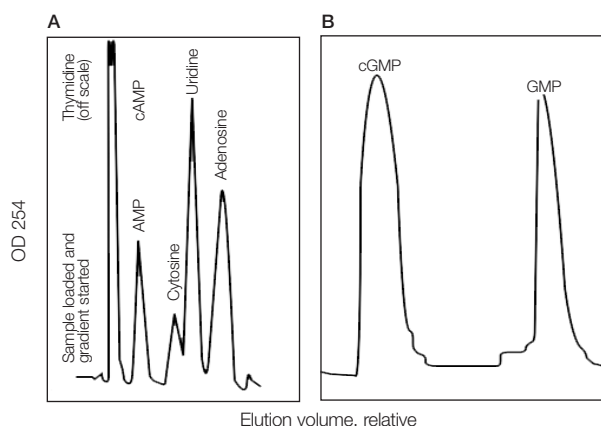 A
B
Thymidine
(off scale)
cAMP
Uridine
Adenosine
AMP
Cytosine
Sample loaded and
gradient started
cGMP
GMP
OD 254
Elution volume, relative